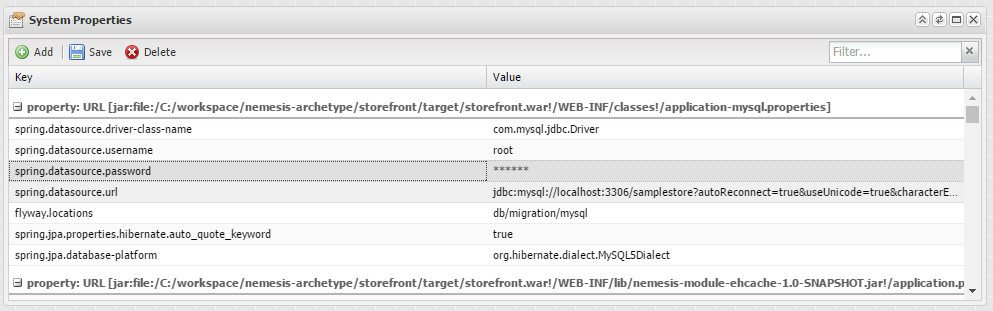 System Properties
Add Save Delete Filter...
Key Value
property: URL [jar:file:/C:/workspace/nemesis-archetype/storefront/target/storefront.war!/WEB-INF/classes!/application-mysql.properties]
spring.datasource.driver-class-name com.mysql.jdbc.Driver
spring.datasource.username root
spring.datasource.password ******
spring.datasource.url jdbc:mysql://localhost:3306/samplestore?autoReconnect=true&useUnicode=true&characterE...
flyway.locations db/migration/mysql
spring.jpa.properties.hibernate.auto_quote_keyword true
spring.jpa.database-platform org.hibernate.dialect.MySQL5Dialect
property: URL [jar:file:/C:/workspace/nemesis-archetype/storefront/target/storefront.war!/WEB-INF/lib/nemesis-module-ehcache-1.0-SNAPSHOT.jar!/application.p